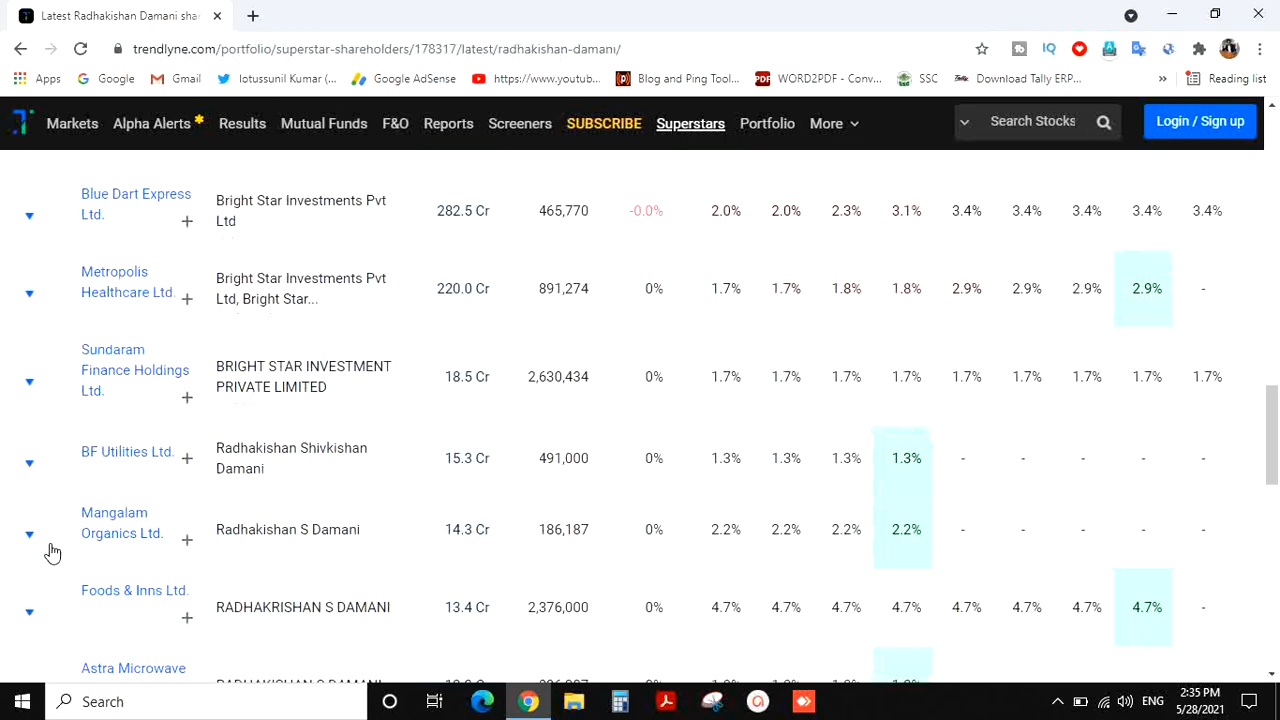 Latest Radhakishan Damani sha
trendlyne.com/portfolio/superstar-shareholders/178317/latest/radhakishan-damani/
Apps Google Gmail lotussunil Kumar (... Google AdSense https://www.youtub... Blog and Ping Tool... PDF WORD2PDF - Conv... SSC Download Tally ERP... » Reading list
Markets Alpha Alerts Results Mutual Funds F&O Reports Screeners SUBSCRIBE Superstars Portfolio More Search Stocks Login / Sign up
Blue Dart Express
Ltd.
+
Bright Star Investments Pvt
Ltd
282.5 Cr 465,770 -0.0% 2.0% 2.0% 2.3% 3.1% 3.4% 3.4% 3.4% 3.4% 3.4%
Metropolis
Healthcare Ltd. +
Bright Star Investments Pvt
Ltd, Bright Star...
220.0 Cr 891,274 0% 1.7% 1.7% 1.8% 1.8% 2.9% 2.9% 2.9% 2.9% -
Sundaram
Finance Holdings
Ltd.
+
BRIGHT STAR INVESTMENT
PRIVATE LIMITED
18.5 Cr 2,630,434 0% 1.7% 1.7% 1.7% 1.7% 1.7% 1.7% 1.7% 1.7% 1.7%
BF Utilities Ltd. +
Radhakishan Shivkishan
Damani
15.3 Cr 491,000 0% 1.3% 1.3% 1.3% 1.3% - - - - -
Mangalam
Organics Ltd. +
Radhakishan S Damani 14.3 Cr 186,187 0% 2.2% 2.2% 2.2% 2.2% - - - - -
Foods & Inns Ltd.
+
RADHAKRISHAN S DAMANI 13.4 Cr 2,376,000 0% 4.7% 4.7% 4.7% 4.7% 4.7% 4.7% 4.7% 4.7% -
Astra Microwave
Search
ENG
2:35 PM
5/28/2021